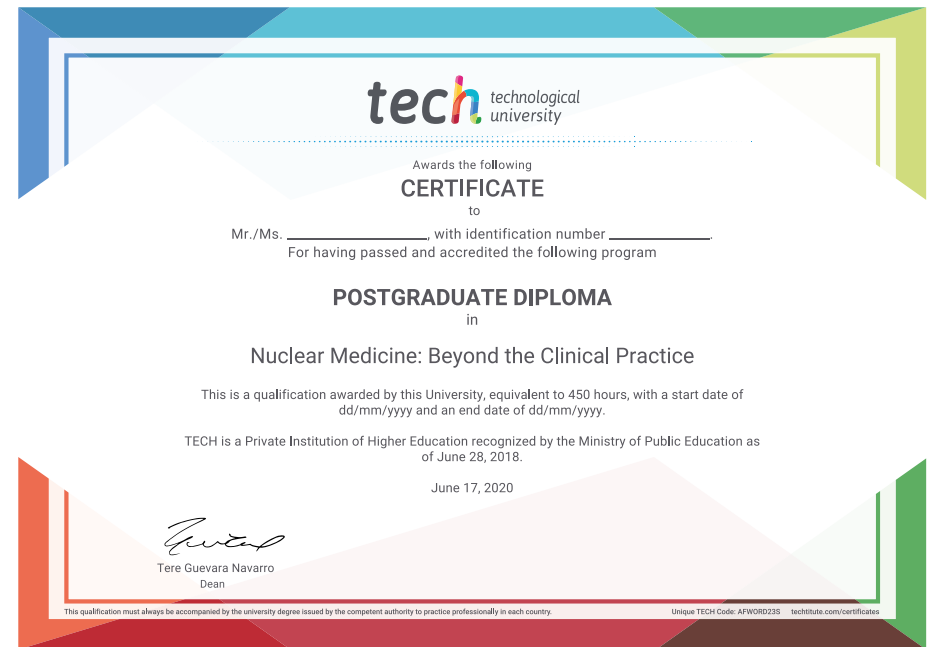 tech technological
university
Awards the following
CERTIFICATE
to
Mr./Ms. ____________________, with identification number ______________.
For having passed and accredited the following program
POSTGRADUATE DIPLOMA
in
Nuclear Medicine: Beyond the Clinical Practice
This is a qualification awarded by this University, equivalent to 450 hours, with a start date of
dd/mm/yyyy and an end date of dd/mm/yyyy.
TECH is a Private Institution of Higher Education recognized by the Ministry of Public Education as
of June 28, 2018.
June 17, 2020
Tere Guevara Navarro
Dean
This qualification must always be accompanied by the university degree issued by the competent authority to practice professionally in each country.
Unique TECH Code: AFWORD23S techtitute.com/certificates